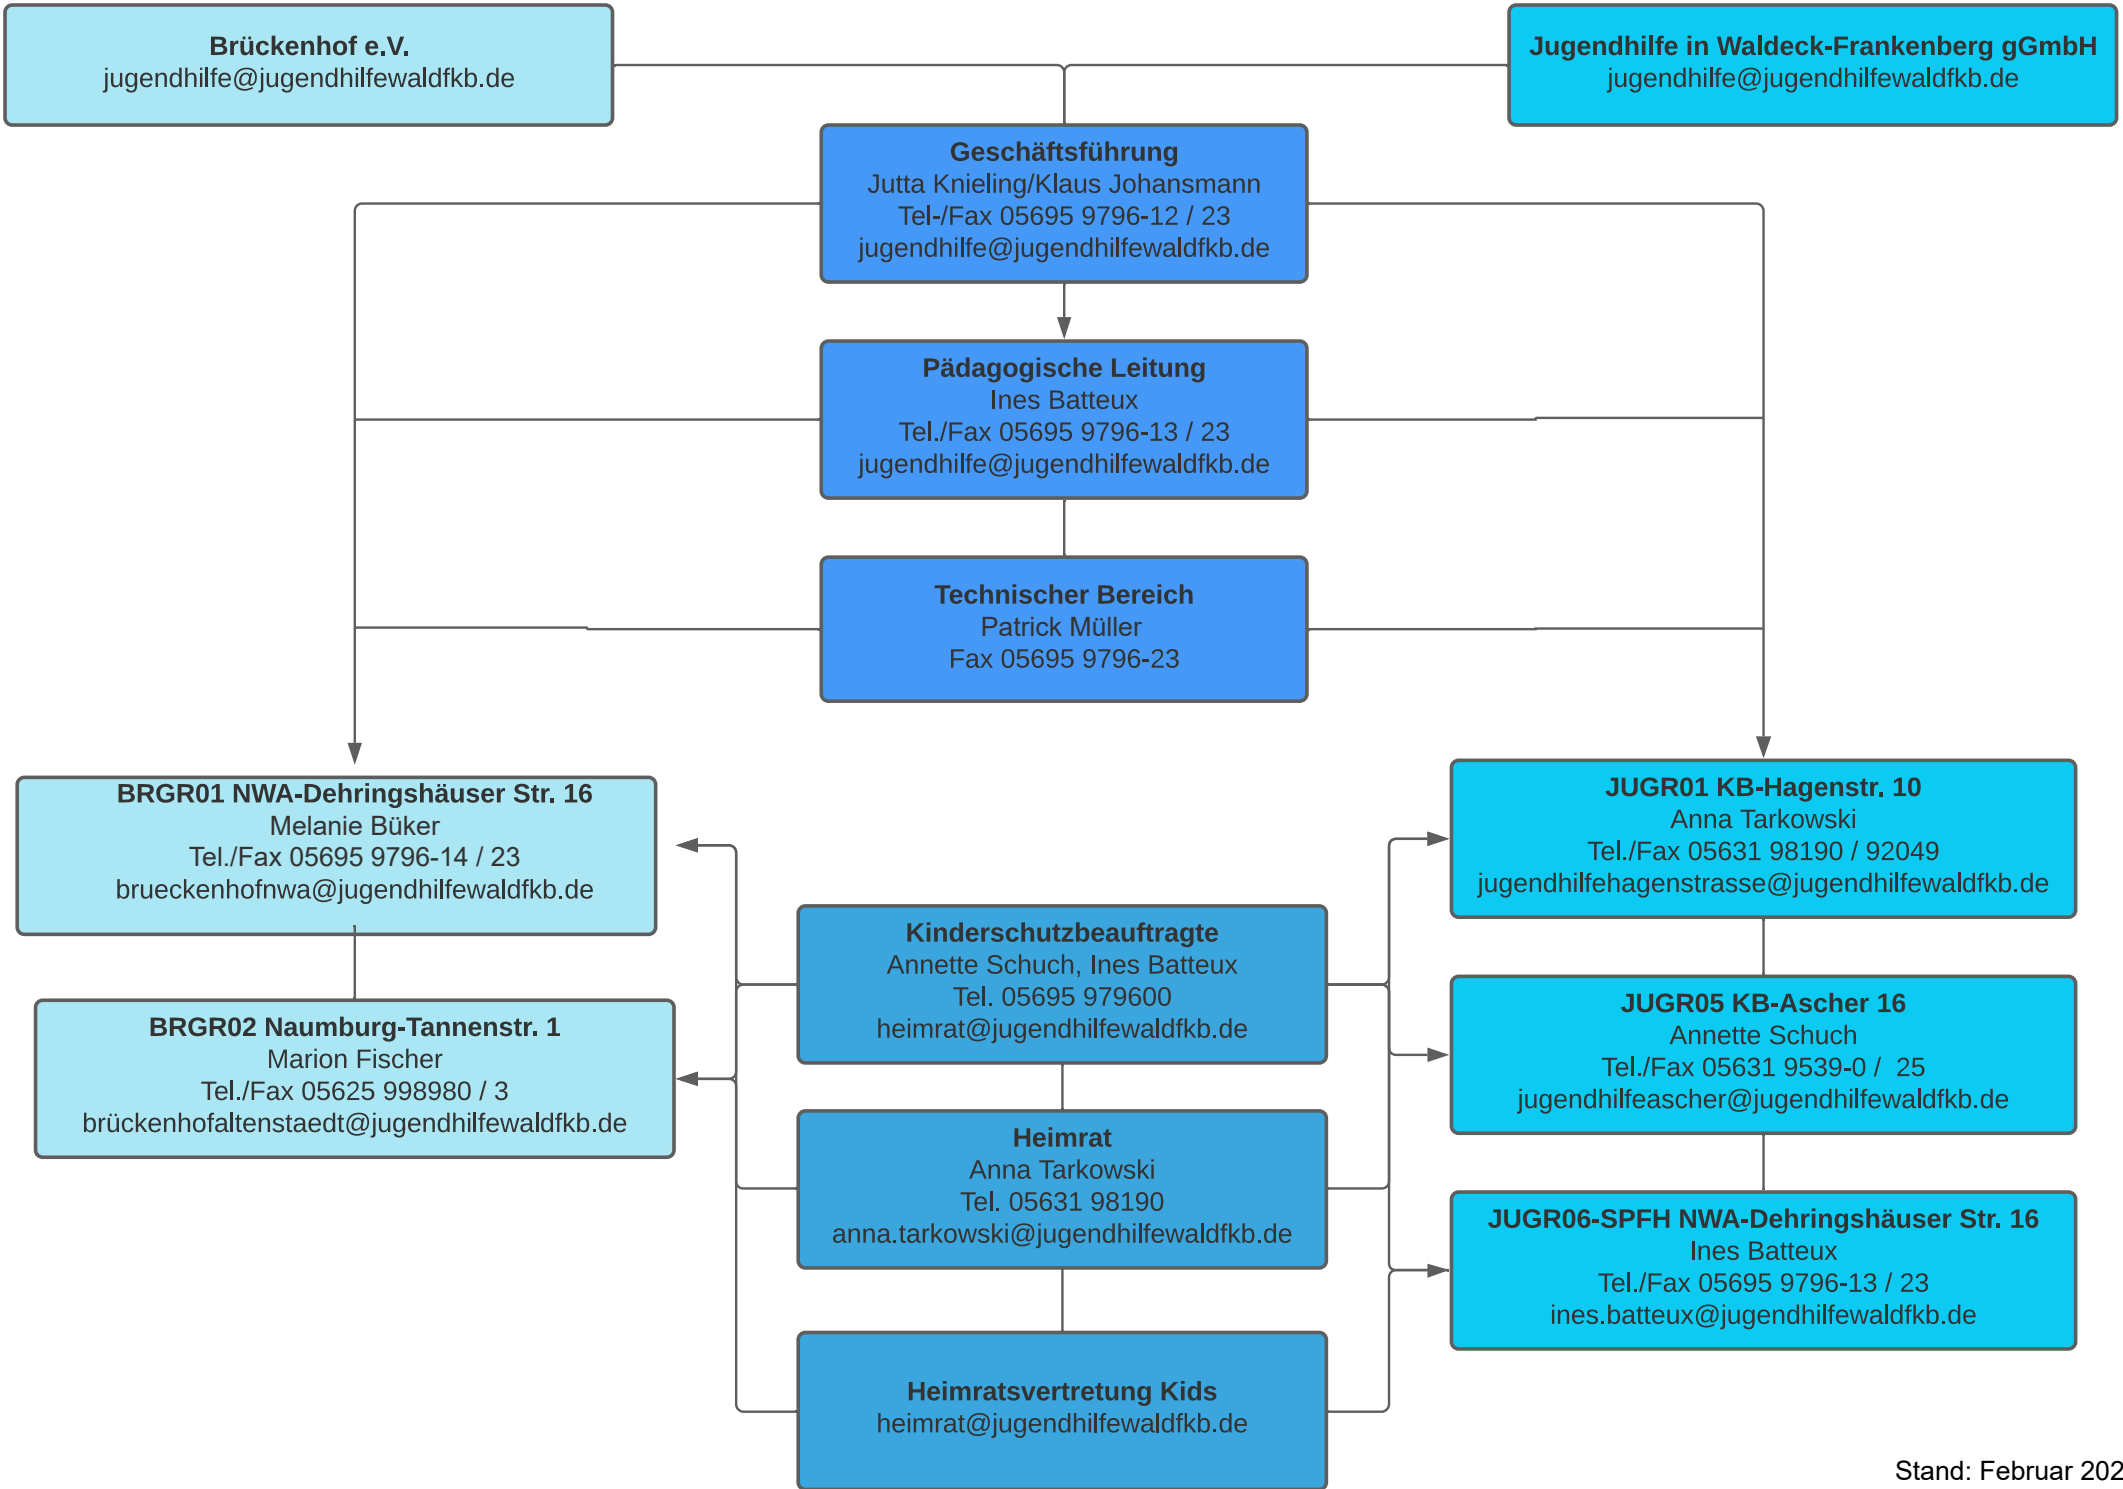 Brückenhof e.V.
jugendhilfe@jugendhilfewaldfkb.de
Jugendhilfe in Waldeck-Frankenberg gGmbH
jugendhilfe@jugendhilfewaldfkb.de
Geschäftsführung
Jutta Knieling/Klaus Johansmann
Tel-/Fax 05695 9796-12 / 23
jugendhilfe@jugendhilfewaldfkb.de
Pädagogische Leitung
Ines Batteux
Tel./Fax 05695 9796-13 / 23
jugendhilfe@jugendhilfewaldfkb.de
Technischer Bereich
Patrick Müller
Fax 05695 9796-23
BRGR01 NWA-Dehringshäuser Str. 16
Melanie Büker
Tel./Fax 05695 9796-14 / 23
brueckenhofnwa@jugendhilfewaldfkb.de
BRGR02 Naumburg-Tannenstr. 1
Marion Fischer
Tel./Fax 05625 998980 / 3
brückenhofaltenstaedt@jugendhilfewaldfkb.de
Kinderschutzbeauftragte
Annette Schuch, Ines Batteux
Tel. 05695 979600
heimrat@jugendhilfewaldfkb.de
Heimrat
Anna Tarkowski
Tel. 05631 98190
anna.tarkowski@jugendhilfewaldfkb.de
Heimratsvertretung Kids
heimrat@jugendhilfewaldfkb.de
JUGR01 KB-Hagenstr. 10
Anna Tarkowski
Tel./Fax 05631 98190 / 92049
jugendhilfehagenstrasse@jugendhilfewaldfkb.de
JUGR05 KB-Ascher 16
Annette Schuch
Tel./Fax 05631 9539-0 /  25
jugendhilfeascher@jugendhilfewaldfkb.de
JUGR06-SPFH NWA-Dehringshäuser Str. 16
Ines Batteux
Tel./Fax 05695 9796-13 / 23
ines.batteux@jugendhilfewaldfkb.de
Stand: Februar 202